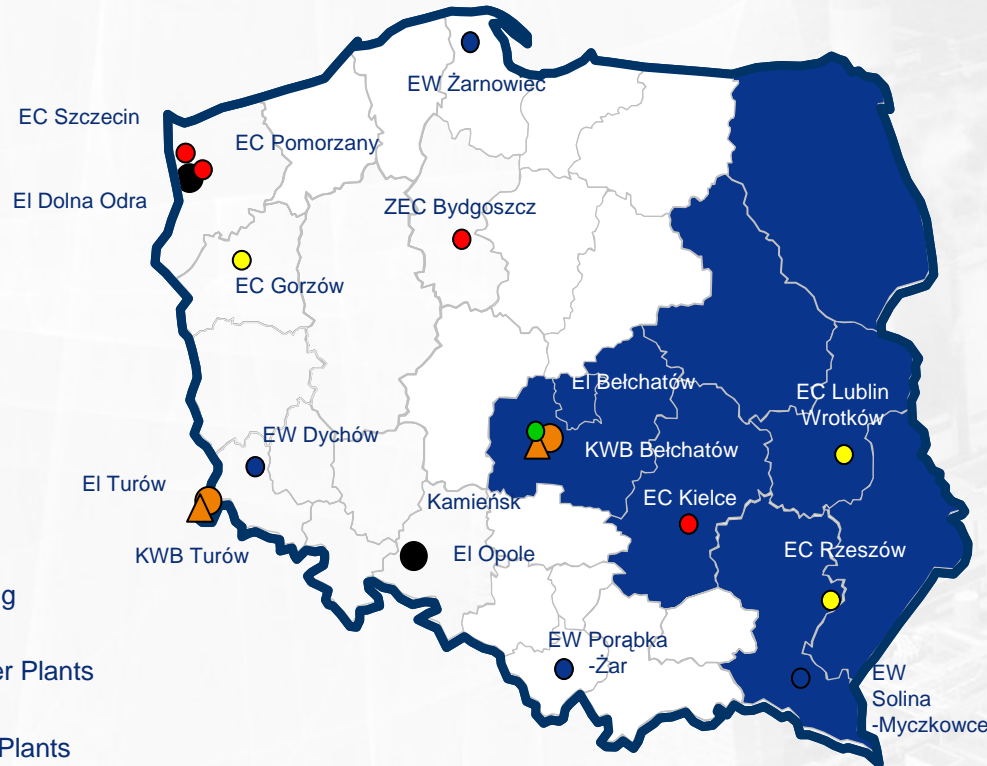 EW Żarnowiec
EC Szczecin
EC Pomorzany
El Dolna Odra
ZEC Bydgoszcz
EC Gorzów
El Bełchatów
EC Lublin
Wrotków
EW Dychów
KWB Bełchatów
El Turów
Kamieńsk
EC Kielce
KWB Turów
El Opole
EC Rzeszów
g
EW Porąbka
-Żar
er Plants
EW
Solina
-Myczkowce
Plants